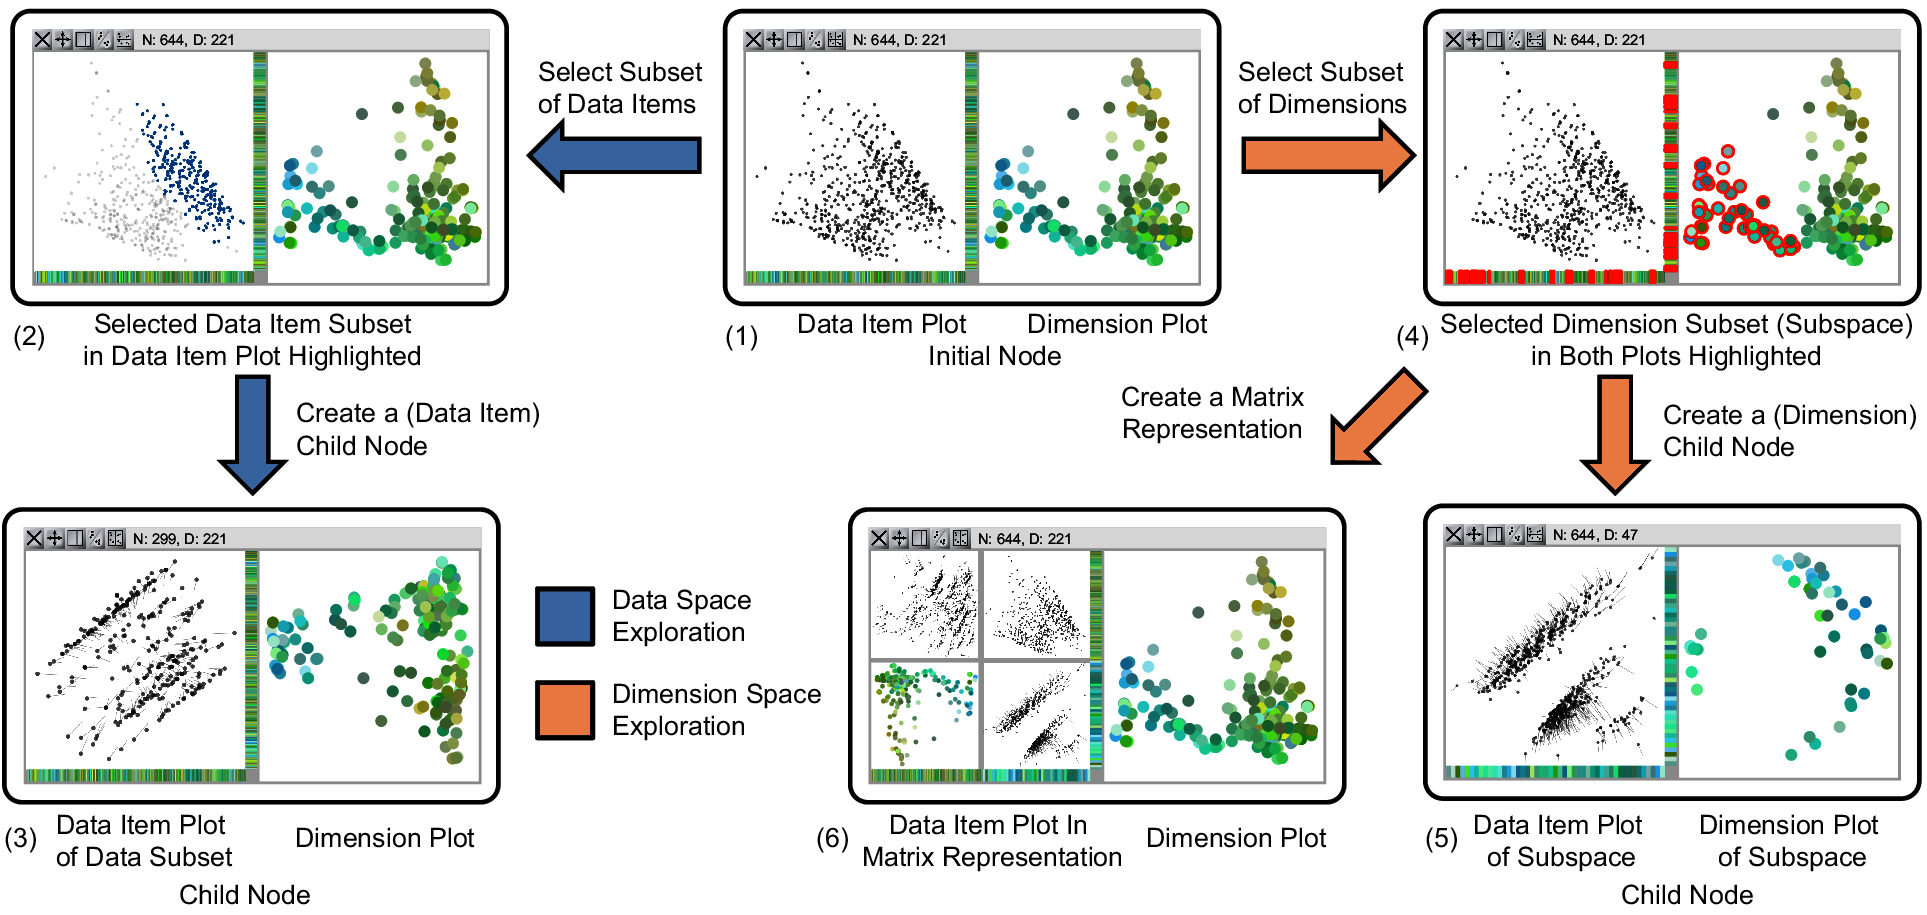 N: 644, D: 221
Select Subset
of Data Items
N: 644, D: 221
Select Subset
of Dimensions
N: 644, D: 221
(2)
Selected Data Item Subset
in Data Item Plot Highlighted
(1)
Data Item Plot
Dimension Plot
Initial Node
(4)
Selected Dimension Subset (Subspace)
in Both Plots Highlighted
Create a (Data Item)
Child Node
Create a Matrix
Representation
Create a (Dimension)
Child Node
N: 299, D: 221
Data Space
Exploration
Dimension Space
Exploration
N: 644, D: 221
N: 644, D: 47
(3)
Data Item Plot
of Data Subset
Dimension Plot
Child Node
(6)
Data Item Plot In
Matrix Representation
Dimension Plot
(5)
Data Item Plot
of Subspace
Dimension Plot
of Subspace
Child Node